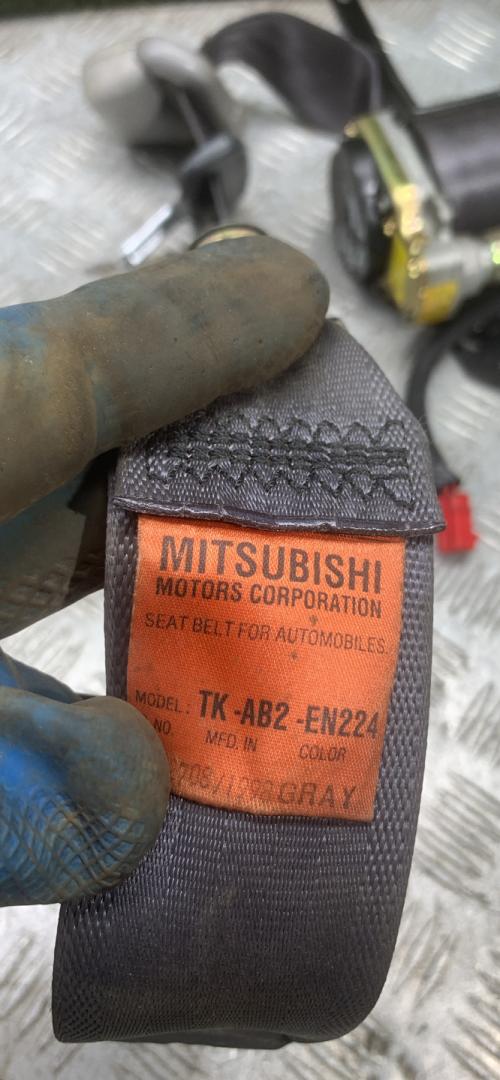 MITSUBISHI
MOTORS CORPORATION
SEAT BELT FOR AUTOMOBILES.
MODEL: TK-AB2-EN224
NO. MFD. IN COLOR
GRAY